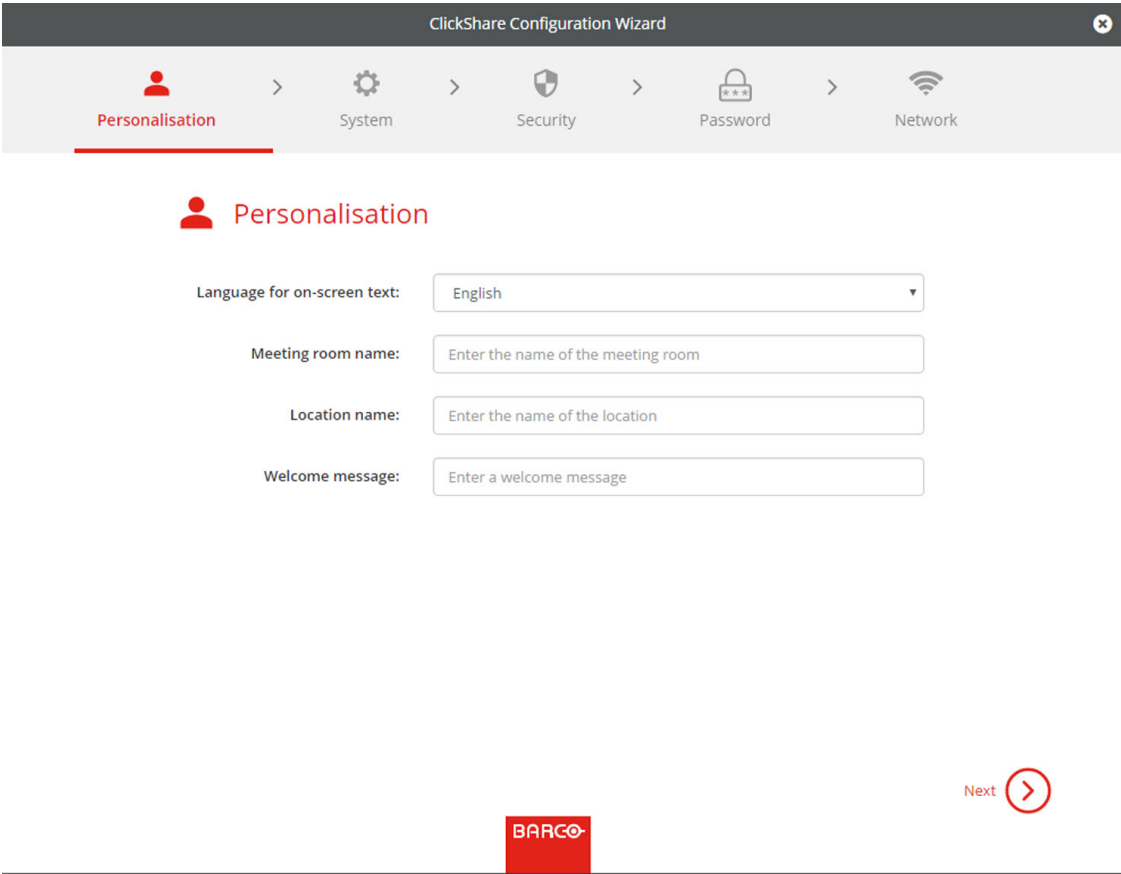 ClickShare Configuration Wizard
Personalisation
System
Security
Password
Network
Personalisation
Language for on-screen text: English
Meeting room name: Enter the name of the meeting room
Location name: Enter the name of the location
Welcome message: Enter a welcome message
Next
BARCO